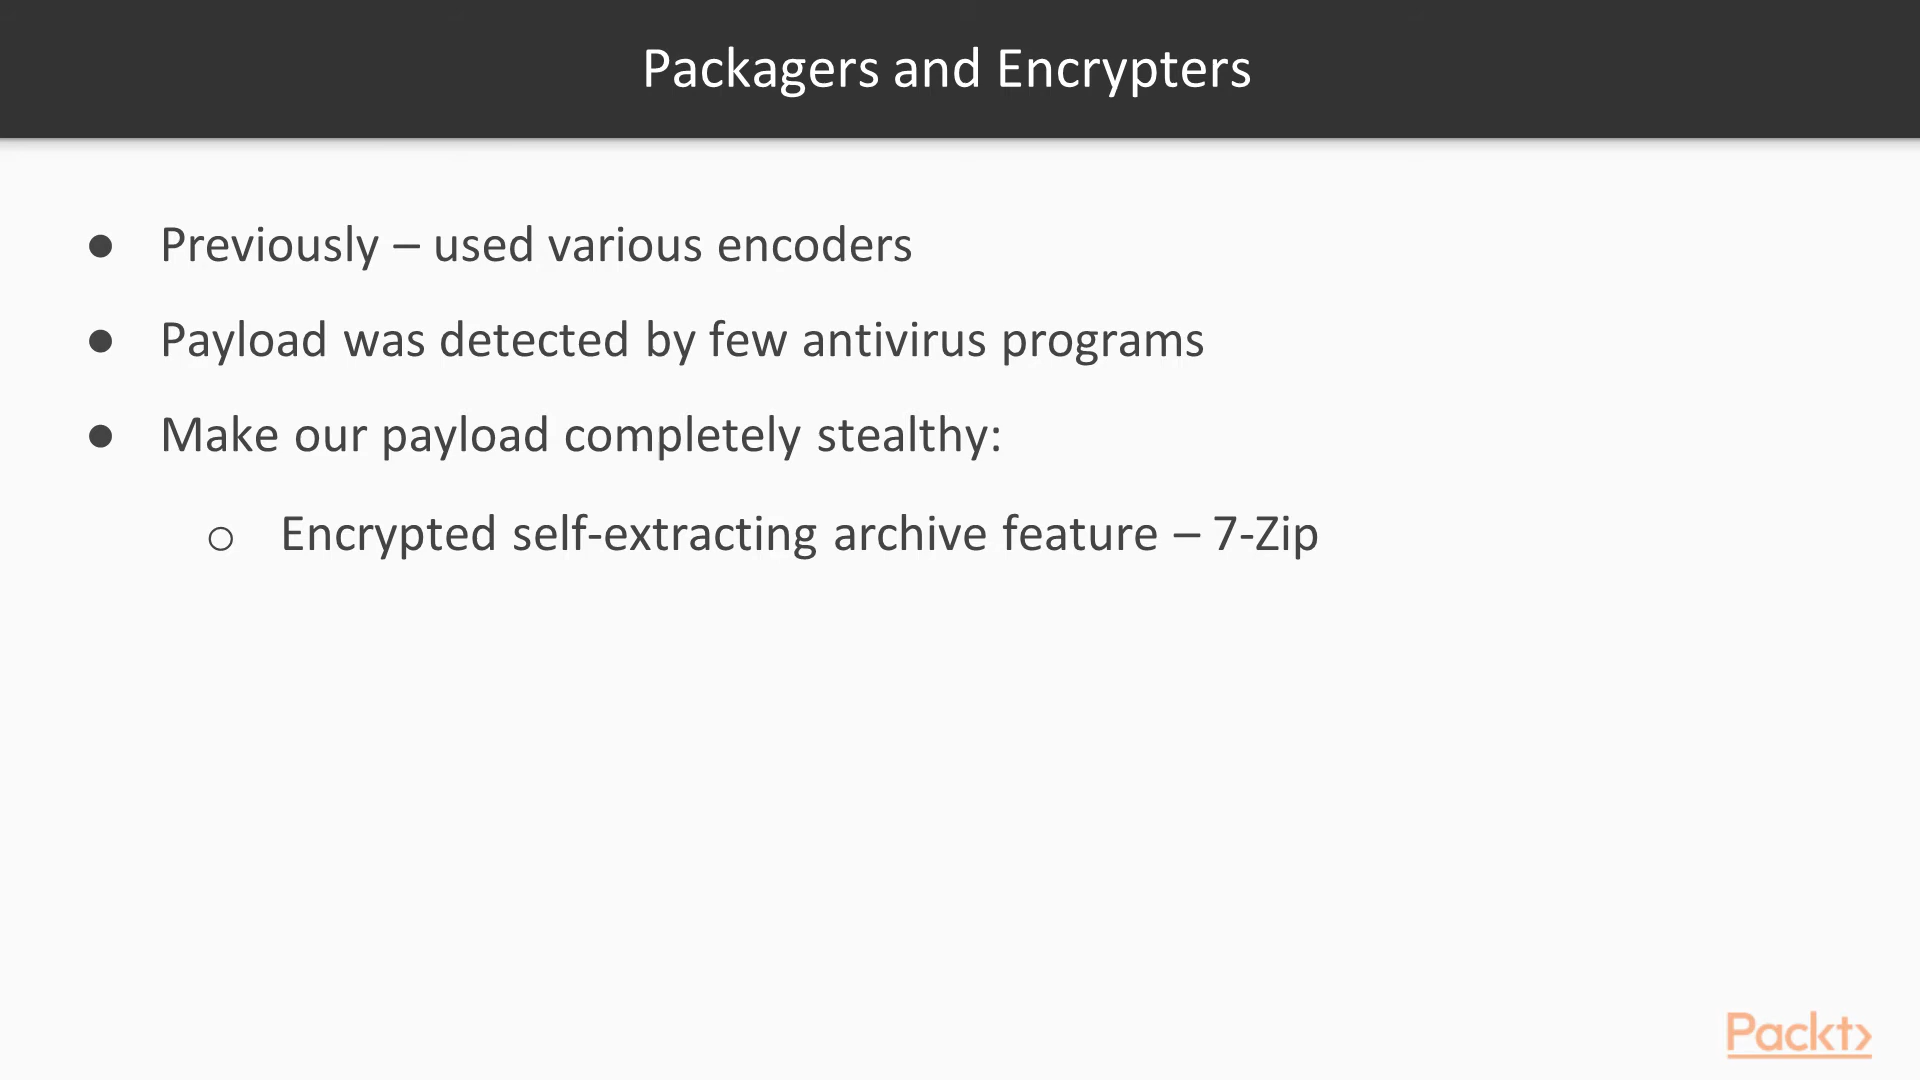 Packagers and Encrypters
● Previously – used various encoders
● Payload was detected by few antivirus programs
● Make our payload completely stealthy:
○ Encrypted self-extracting archive feature – 7-Zip
Packt>